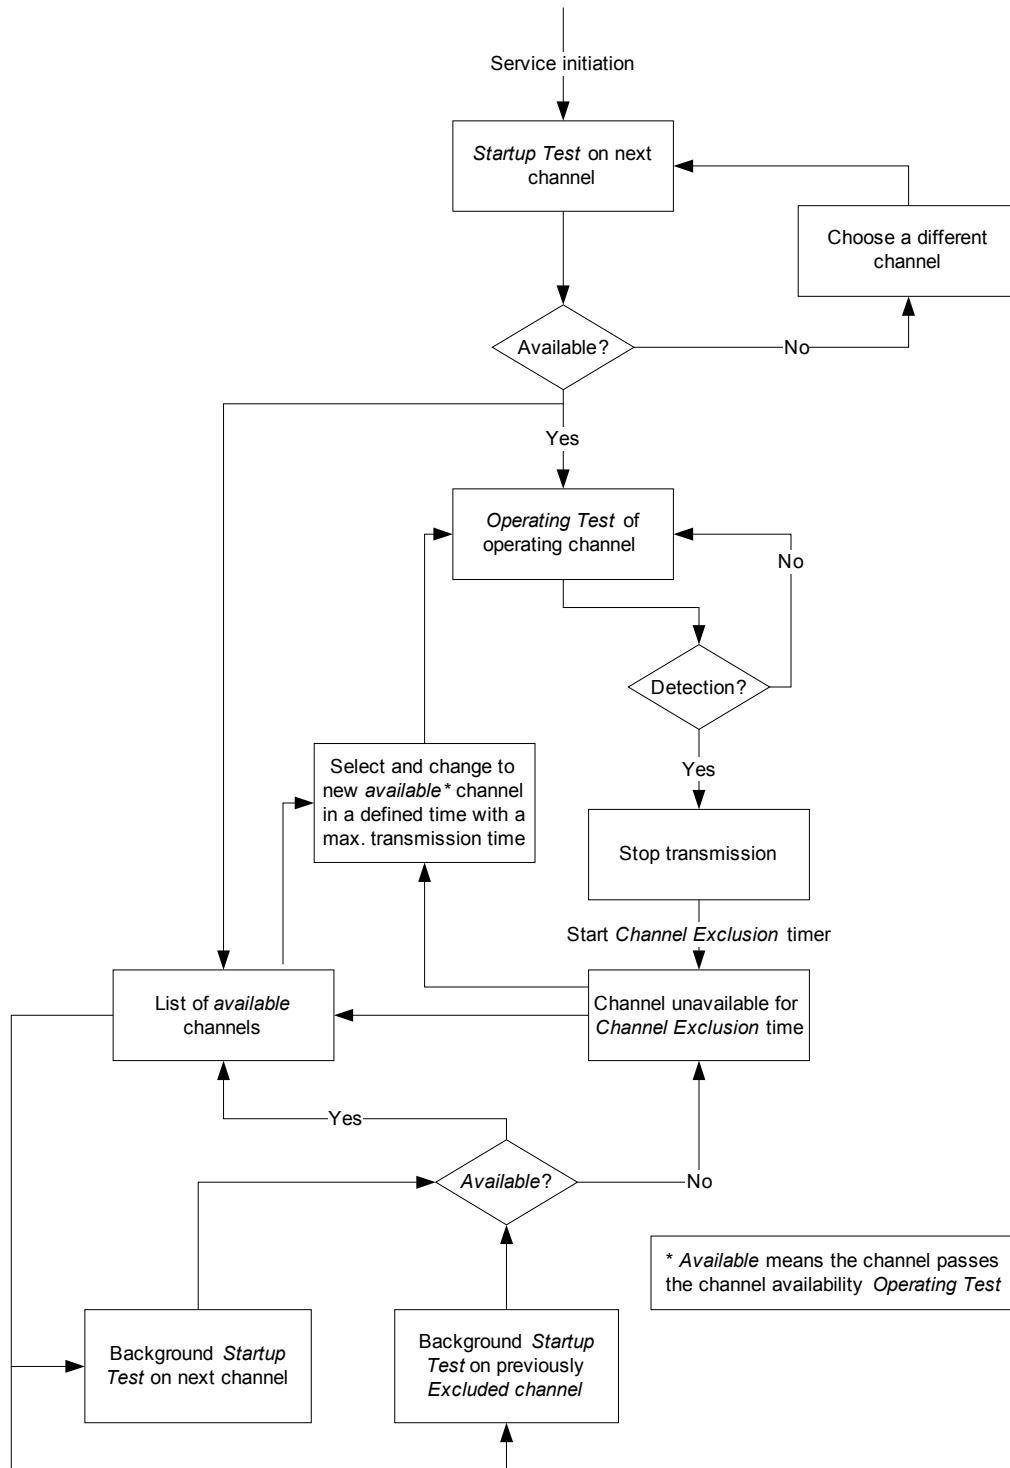 Service initiation
Startup Test on next
channel
Choose a different
channel
Available?
No
Yes
Operating Test of
operating channel
No
Detection?
Yes
Select and change to
new available* channel
in a defined time with a
max. transmission time
Stop transmission
Start Channel Exclusion timer
List of available
channels
Channel unavailable for
Channel Exclusion time
Yes
Available?
No
* Available means the channel passes
the channel availability Operating Test
Background Startup
Test on next channel
Background Startup
Test on previously
Excluded channel